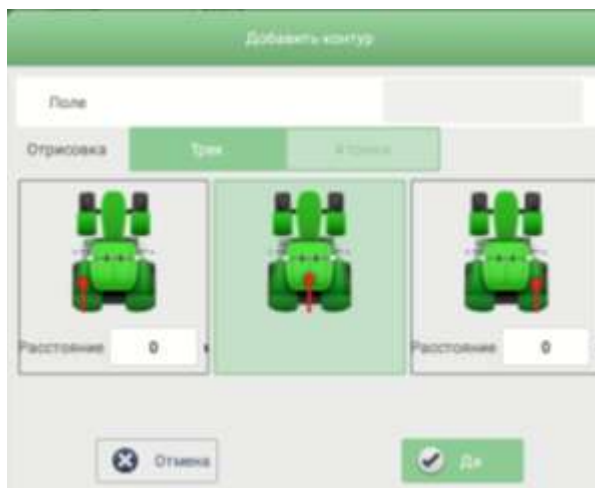 Добавить контур
Поле
Отрисовка Трек
Расстояние 0 Расстояние 0
Отмена Да